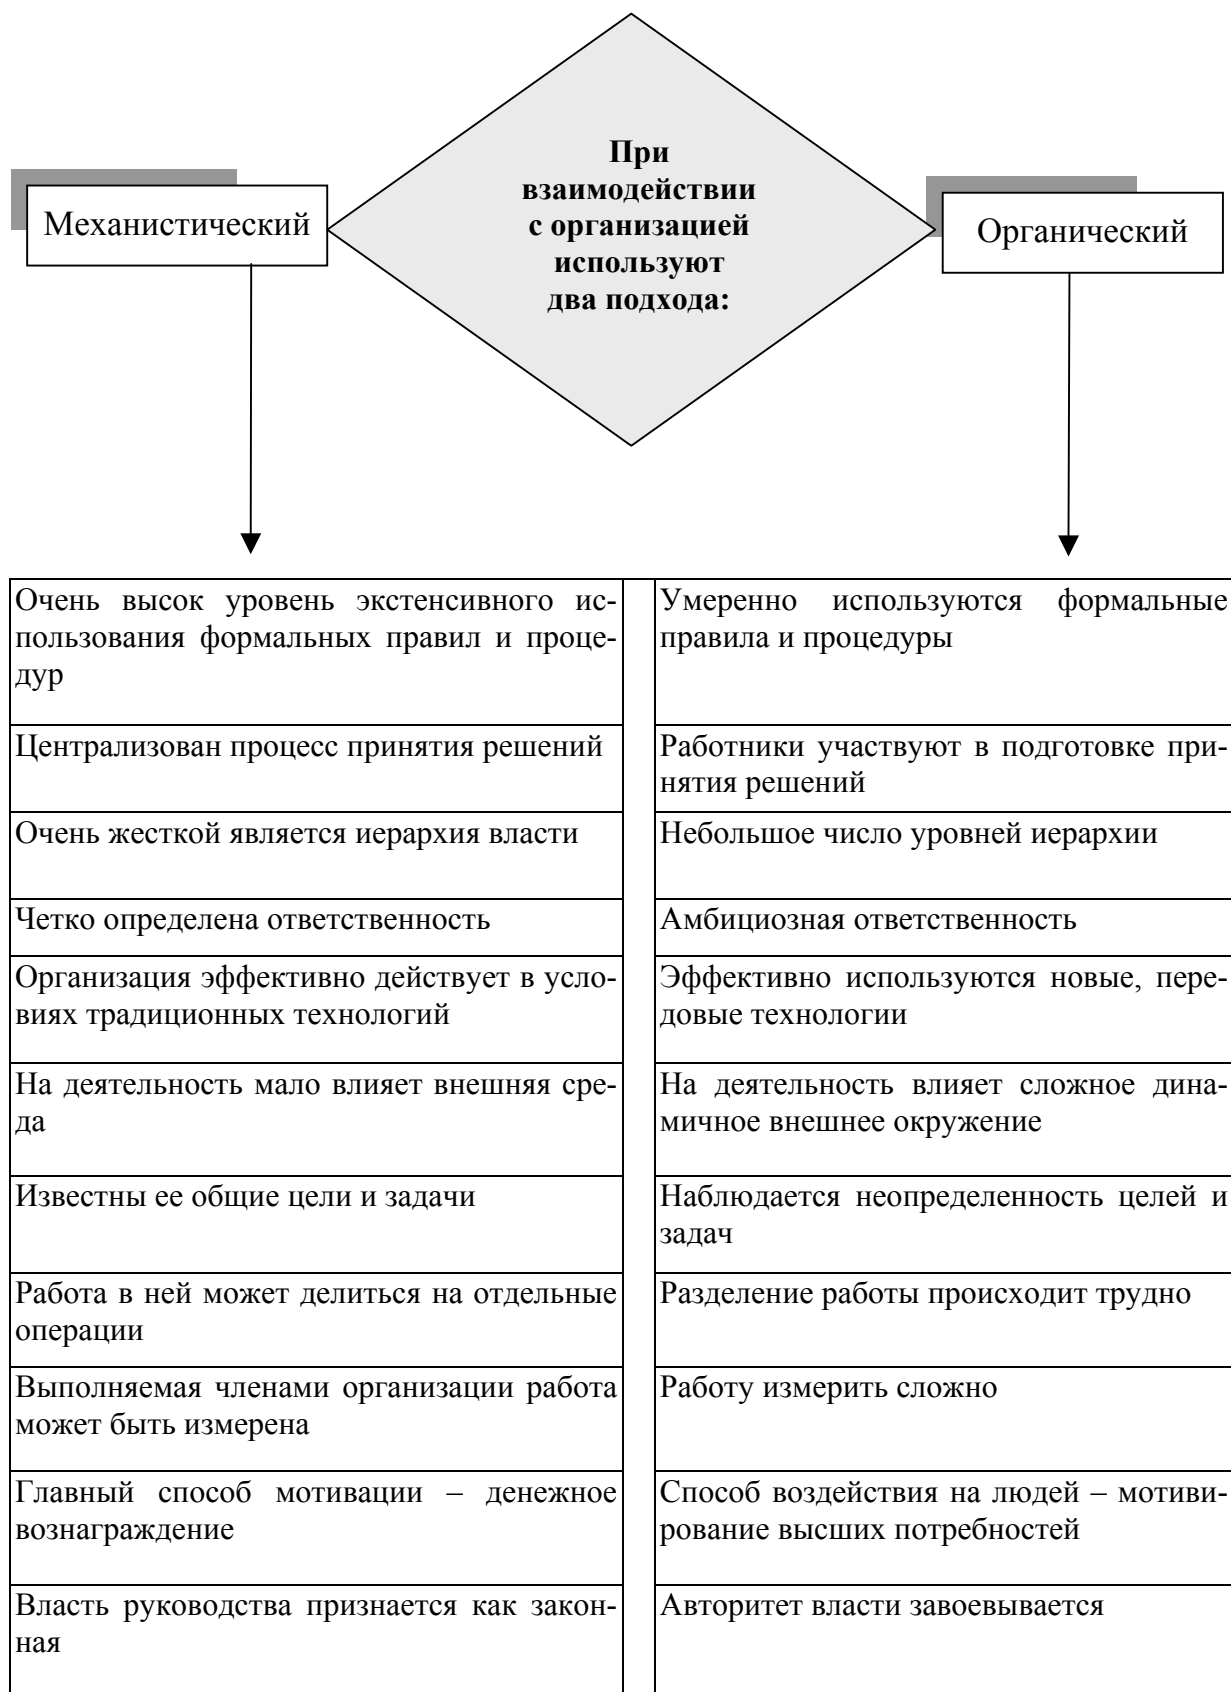 При
взаимодействии
с организацией
используют
два подхода:
Механистический
Органический
Очень высок уровень экстенсивного ис-
пользования формальных правил и проце-
дур
Умеренно используются формальные
правила и процедуры
Централизован процесс принятия решений
Работники участвуют в подготовке при-
нятия решений
Очень жесткой является иерархия власти
Небольшое число уровней иерархии
Четко определена ответственность
Амбициозная ответственность
Организация эффективно действует в усло-
виях традиционных технологий
Эффективно используются новые, пере-
довые технологии
На деятельность мало влияет внешняя сре-
да
На деятельность влияет сложное дина-
мичное внешнее окружение
Известны ее общие цели и задачи
Наблюдается неопределенность целей и
задач
Работа в ней может делиться на отдельные
операции
Разделение работы происходит трудно
Выполняемая членами организации работа
может быть измерена
Работу измерить сложно
Главный способ мотивации – денежное
вознаграждение
Способ воздействия на людей – мотиви-
рование высших потребностей
Власть руководства признается как закон-
ная
Авторитет власти завоевывается